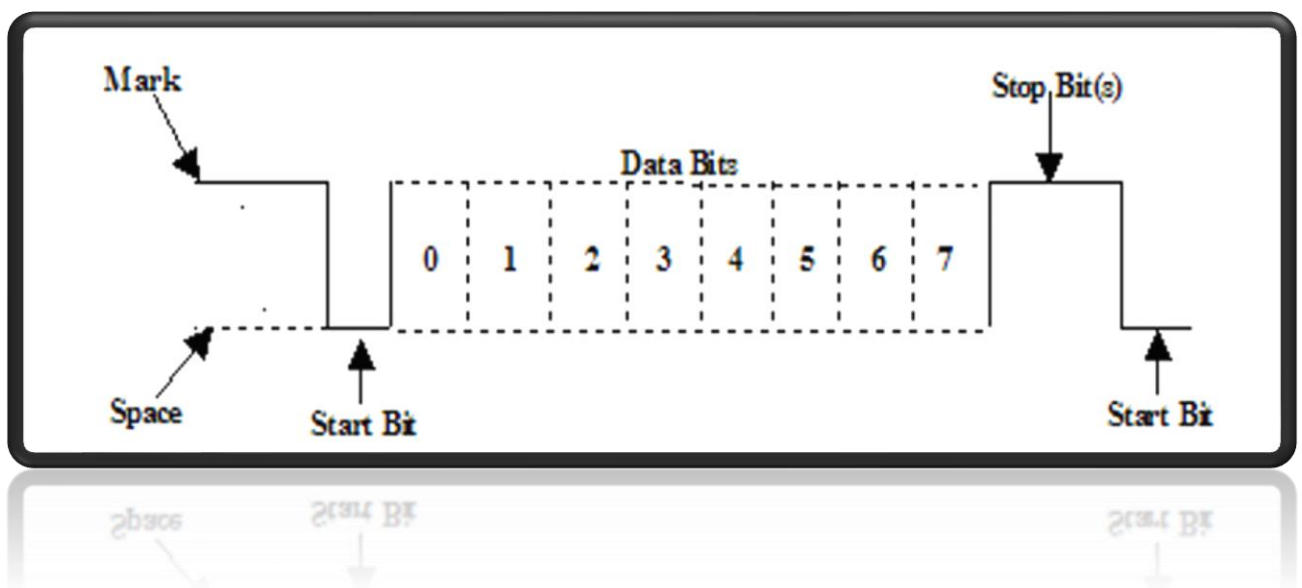 Mark
Stop Bit(s)
Data Bits
0 1 2 3 4 5 6 7
Space
Start Bit
Start Bit